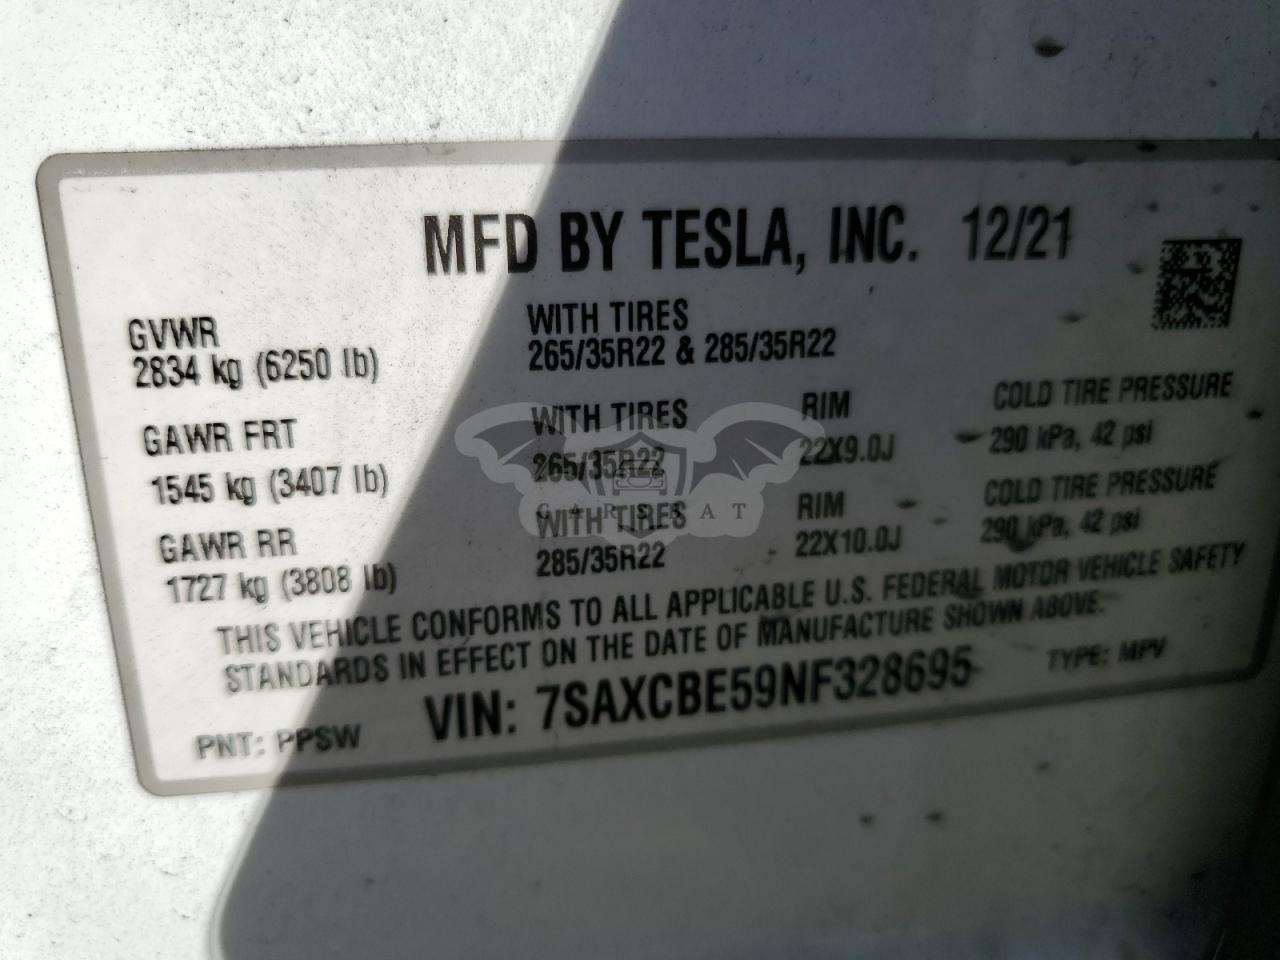 MFD BY TESLA, INC. 12/21
GVWR
2834 kg (6250 lb)
WITH TIRES
265/35R22 & 285/35R22
GAWR FRT
1545 kg (3407 lb)
WITH TIRES
265/35R22
RIM
22X9.0J
COLD TIRE PRESSURE
290 kPa, 42 psi
GAWR RR
1727 kg (3808 lb)
WITH TIRES
285/35R22
RIM
22X10.0J
COLD TIRE PRESSURE
290 kPa, 42 psi
THIS VEHICLE CONFORMS TO ALL APPLICABLE U.S. FEDERAL MOTOR VEHICLE SAFETY
STANDARDS IN EFFECT ON THE DATE OF MANUFACTURE SHOWN ABOVE.
VIN: 7SAXCBE59NF328695
TYPE: MPV
PNT: PPSW